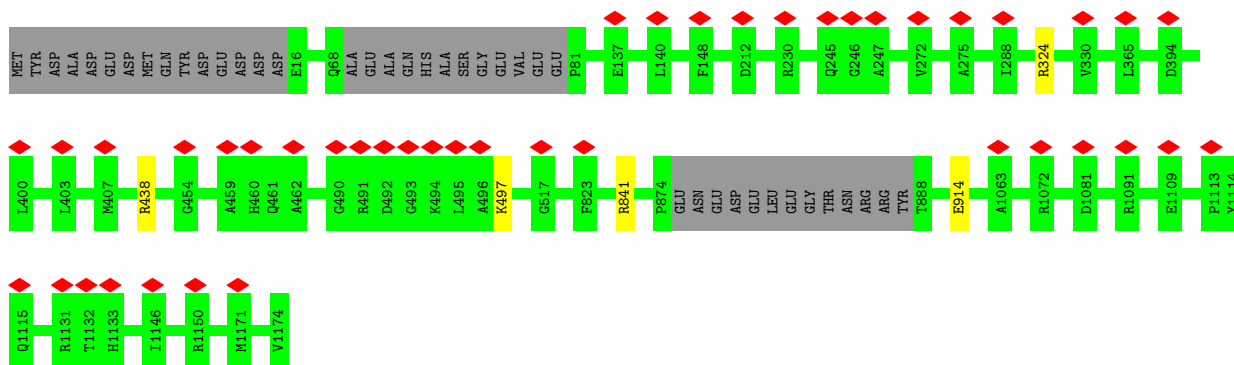 MET TYR ASP ALA ASP GLU ASP MET GLN TYR ASP GLU ASP ASP ASP E16 Q68 ALA GLU ALA GLN HIS ALA SER GLY GLU VAL GLU GLU P81 E137 L140 F148 D212 R230 Q245 G246 A247 V272 A275 I288 R324 V330 L365 D394
L400 L403 M407 R438 G454 A459 H460 Q461 A462 G490 R491 D492 G493 K494 L495 A496 K497 G517 F823 R841 P874 GLU ASN GLU ASP GLU LEU GLU GLY THR ASN ARG ARG TYR T888 E914 A1063 R1072 D1081 R1091 E1109 P1113 Y1114
Q1115 R1131 T1132 H1133 I1146 R1150 M1171 V1174